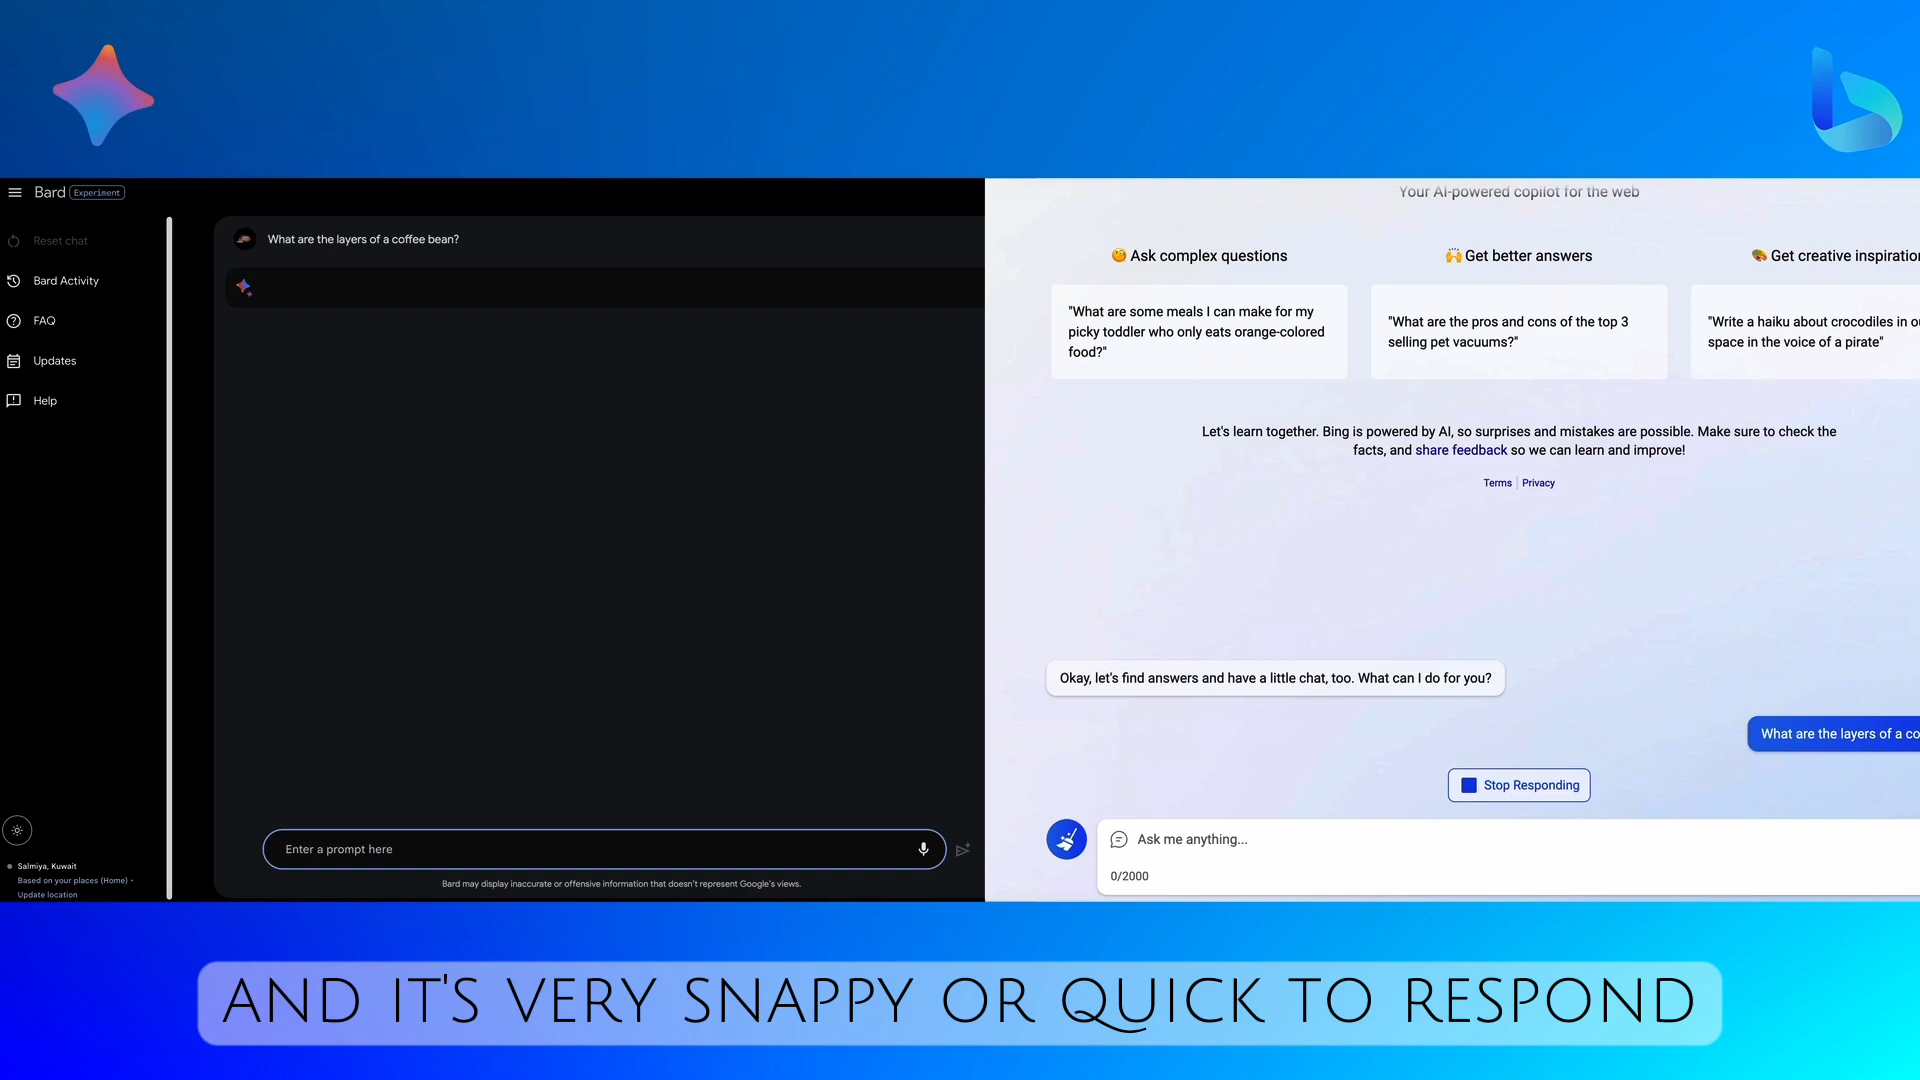 Bard Experiment
Reset chat
Bard Activity
FAQ
Updates
Help
Salmiya, Kuwait
Based on your places (Home) •
Update location
What are the layers of a coffee bean?
Enter a prompt here
Bard may display inaccurate or offensive information that doesn't represent Google's views.
Your AI-powered copilot for the web
Ask complex questions
"What are some meals I can make for my
picky toddler who only eats orange-colored
food?"
Get better answers
"What are the pros and cons of the top 3
selling pet vacuums?"
Get creative inspiration
"Write a haiku about crocodiles in ou
space in the voice of a pirate"
Let's learn together. Bing is powered by AI, so surprises and mistakes are possible. Make sure to check the
facts, and share feedback so we can learn and improve!
Terms | Privacy
Okay, let's find answers and have a little chat, too. What can I do for you?
What are the layers of a co
Stop Responding
Ask me anything...
0/2000
AND IT'S VERY SNAPPY OR QUICK TO RESPOND